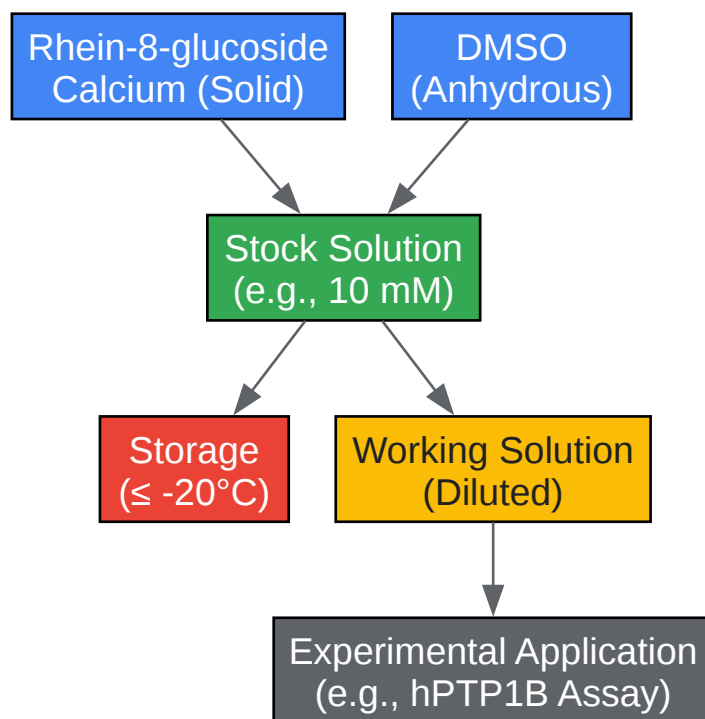 Rhein-8-glucoside
Calcium (Solid)
DMSO
(Anhydrous)
Stock Solution
(e.g., 10 mM)
Storage
(≤ -20°C)
Working Solution
(Diluted)
Experimental Application
(e.g., hPTP1B Assay)